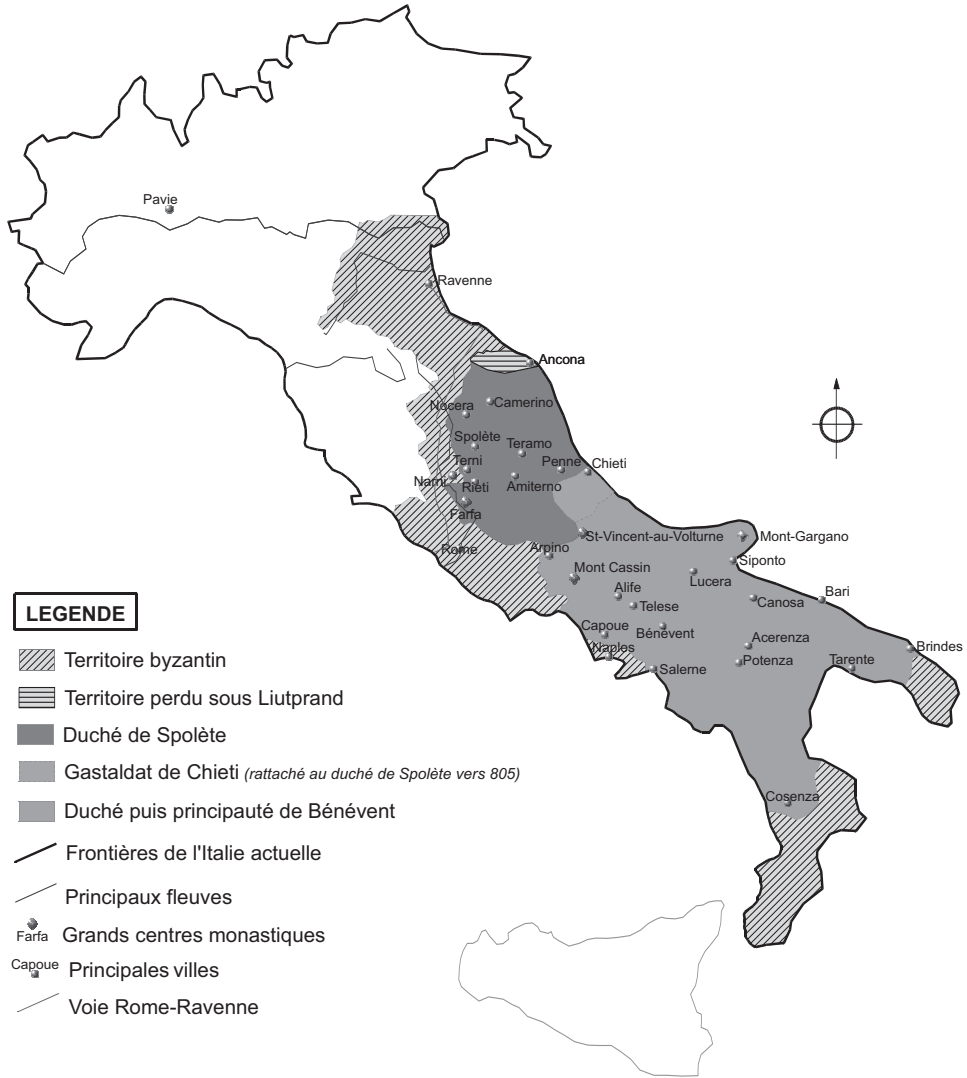 Pavie
Ravenne
Ancona
Camerino
Nocera
Spolète
Teramo
Terni
Penne
Chieti
Narni
Rieti
Amiterno
Farfa
St-Vincent-au-Volturne
Mont-Gargano
Rome
Arpino
Siponto
Mont Cassin
Lucera
Alife
Bari
Canosa
Telese
Capoue
Bénévent
Acerenza
Naples
Brindes
Potenza
Tarente
Salerne
Cosenza
LEGENDE
Territoire byzantin
Territoire perdu sous Liutprand
Duché de Spolète
Gastaldat de Chieti (rattaché au duché de Spolète vers 805)
Duché puis principauté de Bénévent
Frontières de l'Italie actuelle
Principaux fleuves
Farfa
Grands centres monastiques
Capoue
Principales villes
Voie Rome-Ravenne